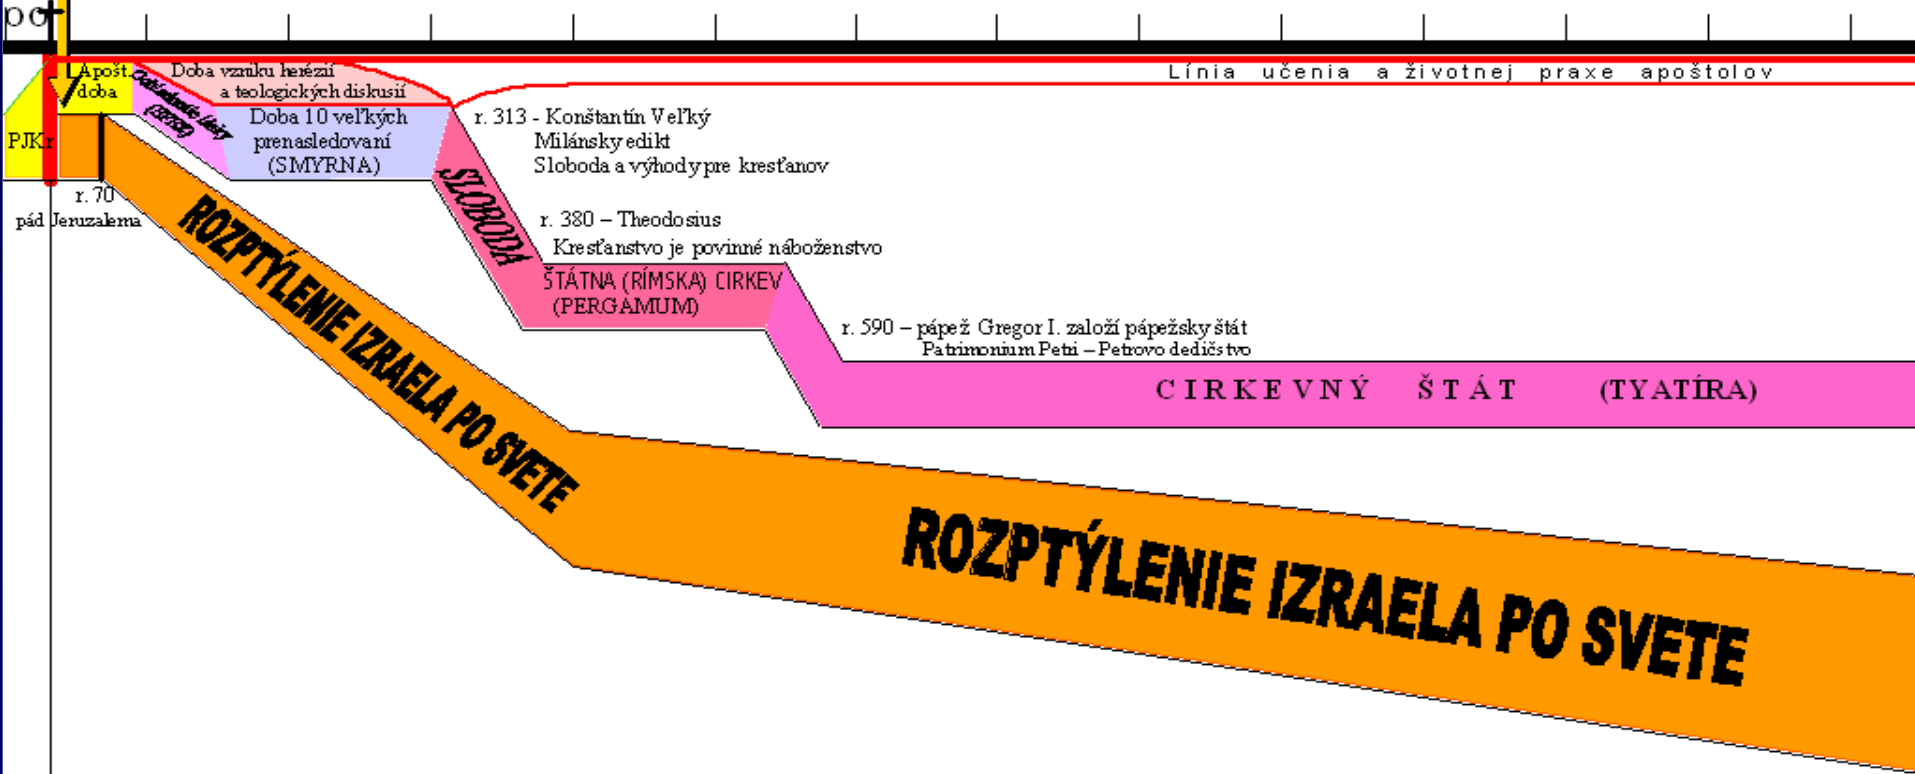 Apošt.
doba
Doba vzniku herézií
a teologických diskusií
Línia učenia a životnej praxe apoštolov
PJKr
Doba 10 veľkých
prenasledovaní
(SMYRNA)
r. 313 - Konštantín Veľký
Milánsky edikt
Sloboda a výhody pre kresťanov
r. 70
pád Jeruzalema
SLOBODA
r. 380 – Theodosius
Kresťanstvo je povinné náboženstvo
ŠTÁTNA (RÍMSKA) CIRKEV
(PERGAMUM)
r. 590 – pápež Gregor I. založí pápežsky štát
Patrimonium Petri – Petrovo dedičstvo
CIRKEVNÝ ŠTÁT (TYATÍRA)
ROZPTÝLENIE IZRAELA PO SVETE
ROZPTÝLENIE IZRAELA PO SVETE